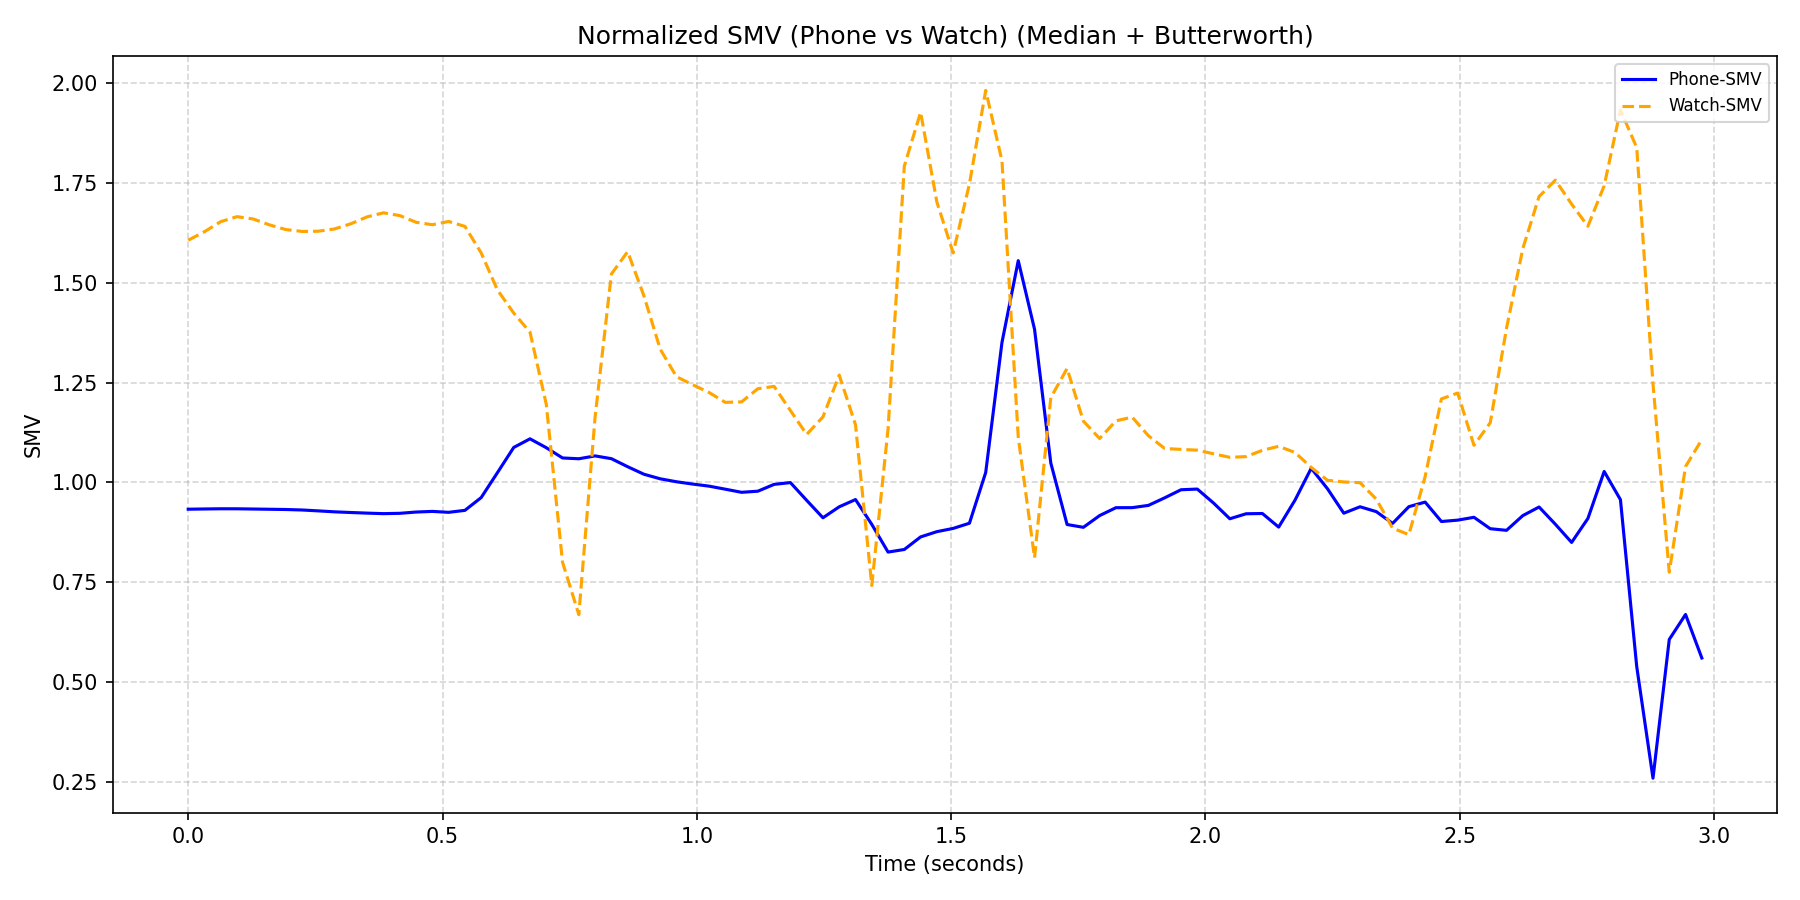 Normalized SMV (Phone vs Watch) (Median + Butterworth)
Phone-SMV
Watch-SMV
SMV
2.00
1.75
1.50
1.25
1.00
0.75
0.50
0.25
0.0 0.5 1.0 1.5 2.0 2.5 3.0
Time (seconds)